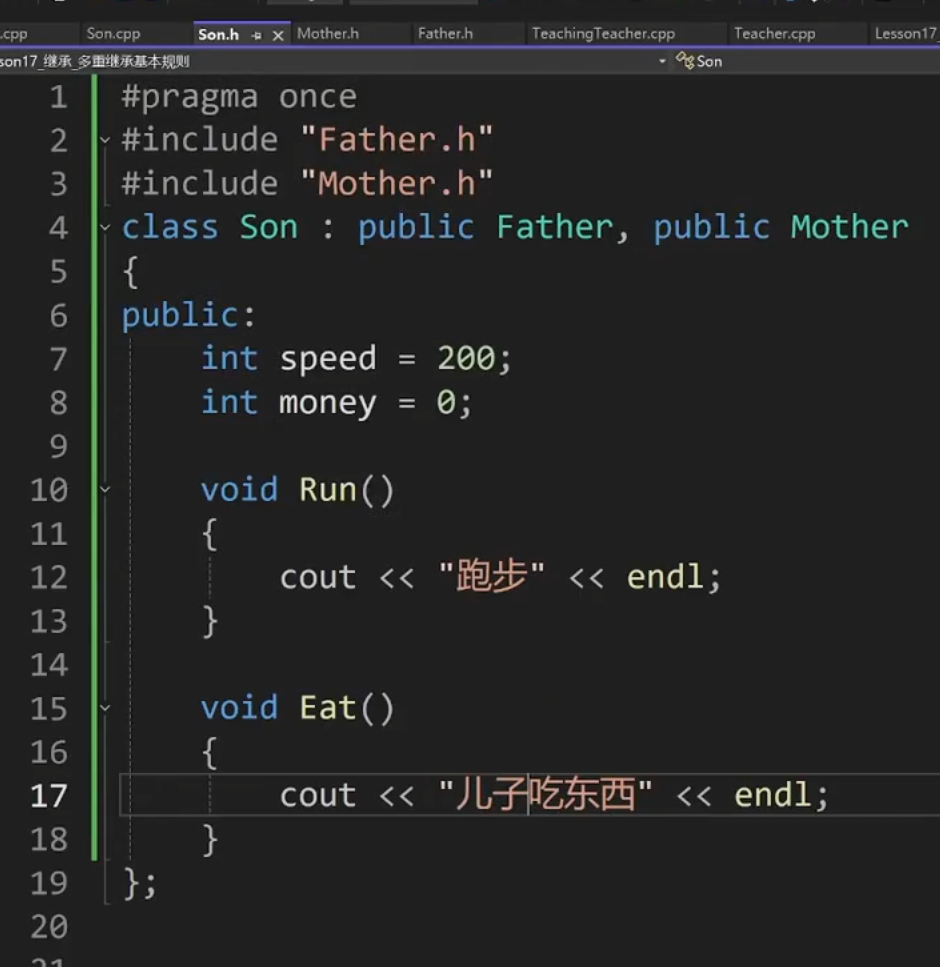 .cpp Son.cpp Son.h Mother.h Father.h TeachingTeacher.cpp Teacher.cpp Lesson17_
son17_继承_多重继承基本规则 Son
1 #pragma once
2 #include "Father.h"
3 #include "Mother.h"
4 class Son : public Father, public Mother
5 {
6 public:
7 int speed = 200;
8 int money = 0;
9
10 void Run()
11 {
12 cout << "跑步" << endl;
13 }
14
15 void Eat()
16 {
17 cout << "儿子吃东西" << endl;
18 }
19 };
20
21